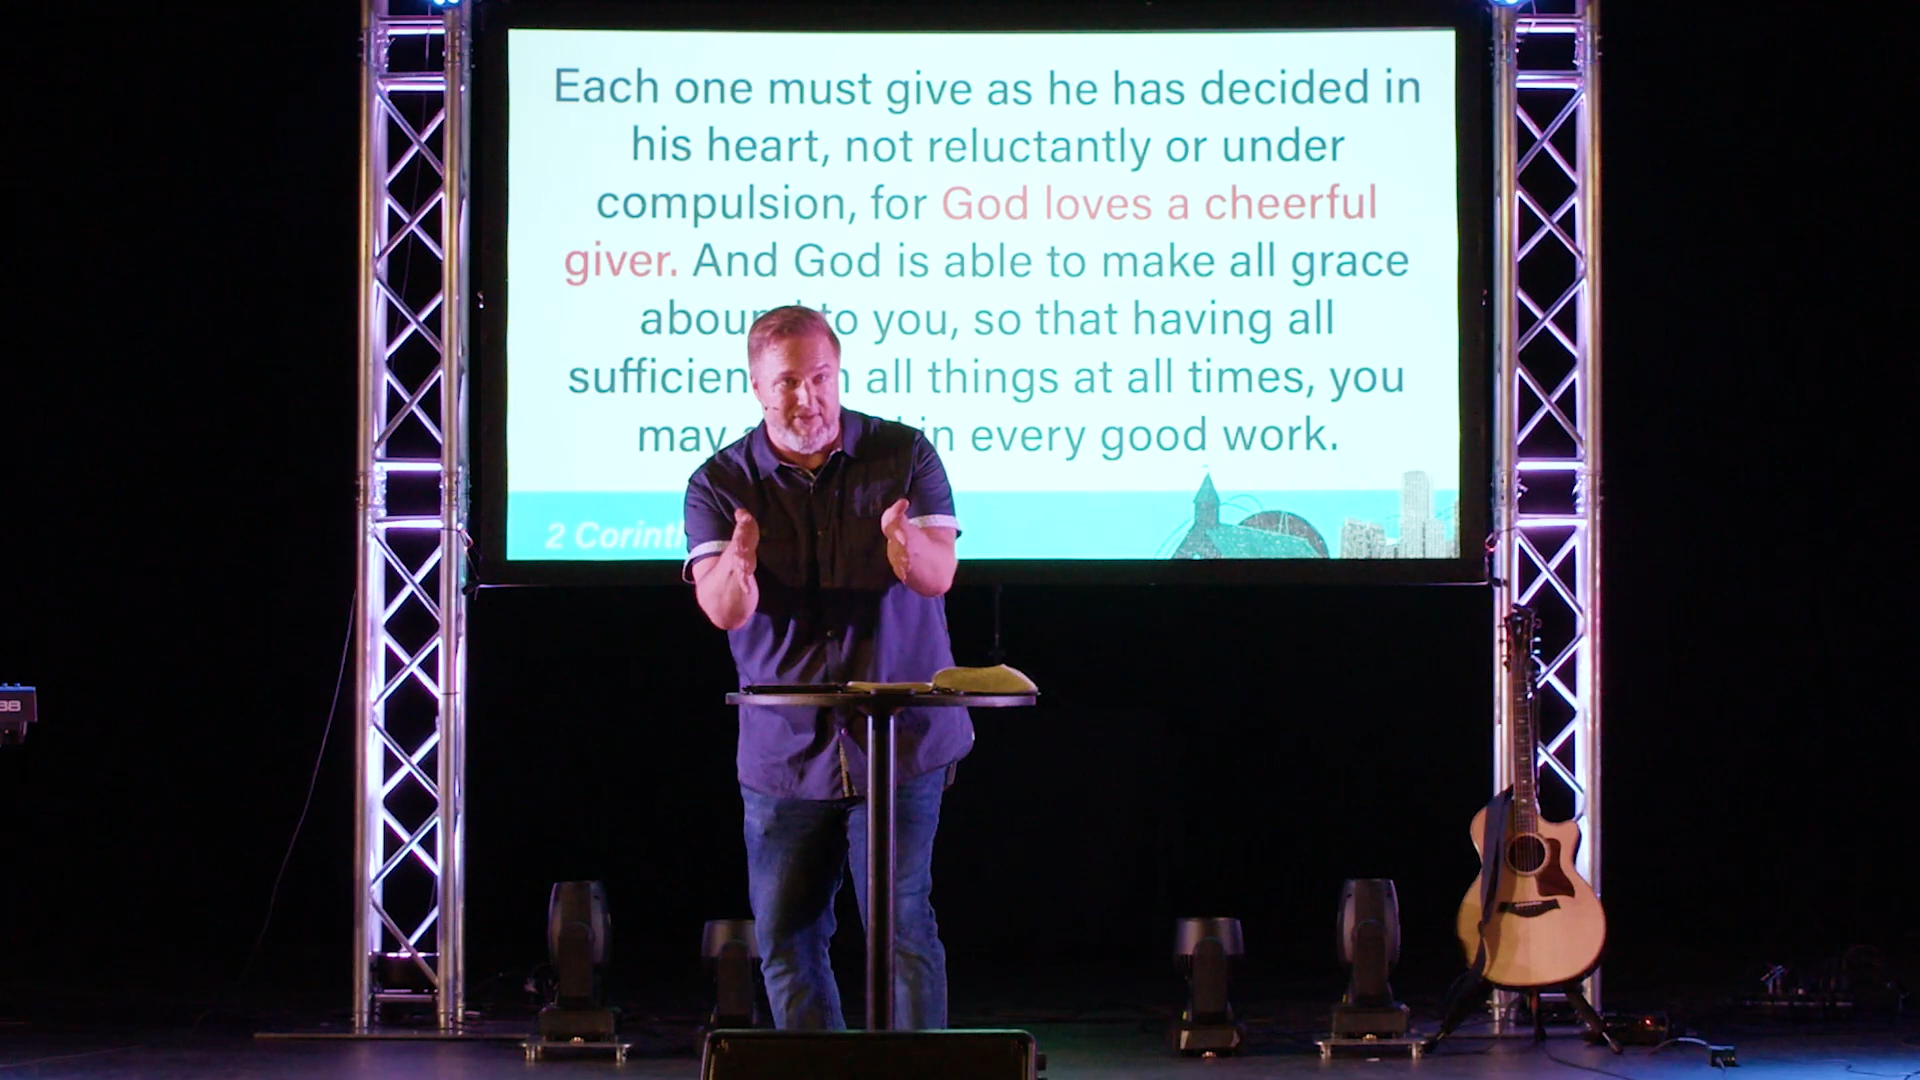 Each one must give as he has decided in
his heart, not reluctantly or under
compulsion, for God loves a cheerful
giver. And God is able to make all grace
to you, so that having all
all things at all times, you
may in every good work.
2
88